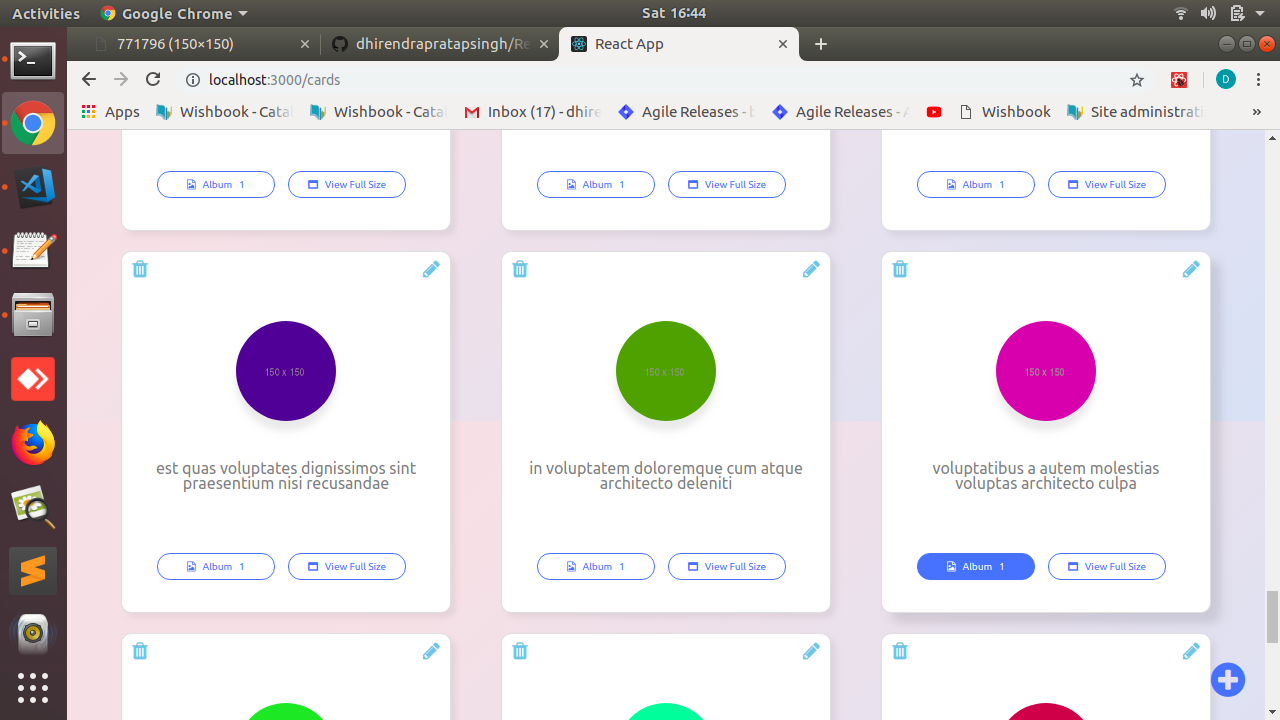 Activities
Google Chrome
Sat 16:44
771796 (150×150)
dhirendrapratapsingh/Re
React App
localhost:3000/cards
D
Apps
Wishbook - Catal
Wishbook - Catal
Inbox (17) - dhire
Agile Releases - b
Agile Releases - A
Wishbook
Site administrati
»
Album 1
View Full Size
Album 1
View Full Size
Album 1
View Full Size
150 x 150
150 x 150
150 x 150
est quas voluptates dignissimos sint
praesentium nisi recusandae
in voluptatem doloremque cum atque
architecto deleniti
voluptatibus a autem molestias
voluptas architecto culpa
Album 1
View Full Size
Album 1
View Full Size
Album 1
View Full Size